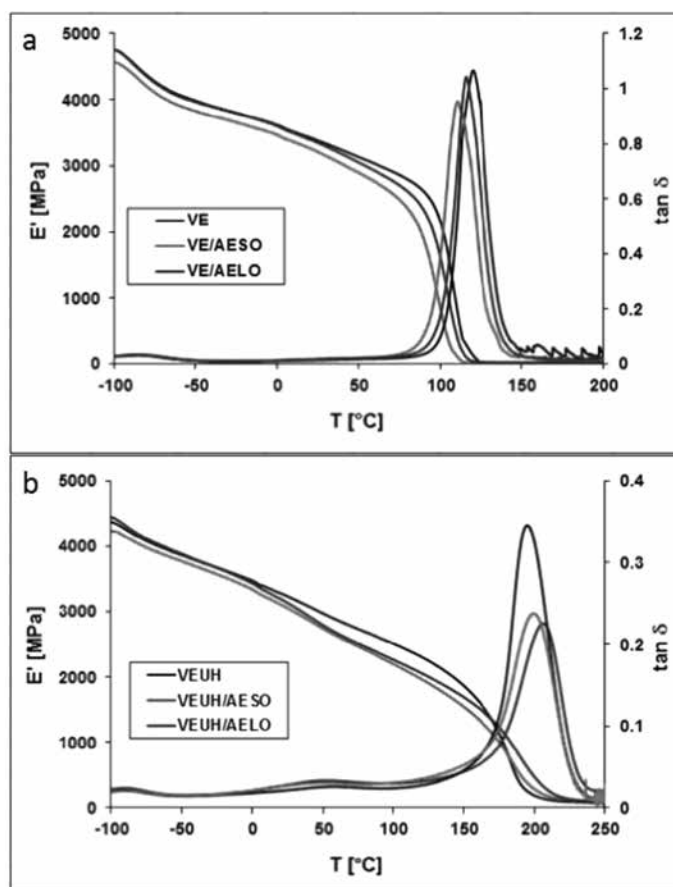 a
5000
4000
3000
2000
1000
0
E' [MPa]
1.2
1
0.8
0.6
0.4
0.2
0
tan δ
VE
VE/AESO
VE/AELO
-100 -50 0 50 100 150 200
T [°C]
b
5000
4000
3000
2000
1000
0
E' [MPa]
0.4
0.3
0.2
0.1
0
tan δ
VEUH
VEUH/AESO
VEUH/AELO
-100 -50 0 50 100 150 200 250
T [°C]